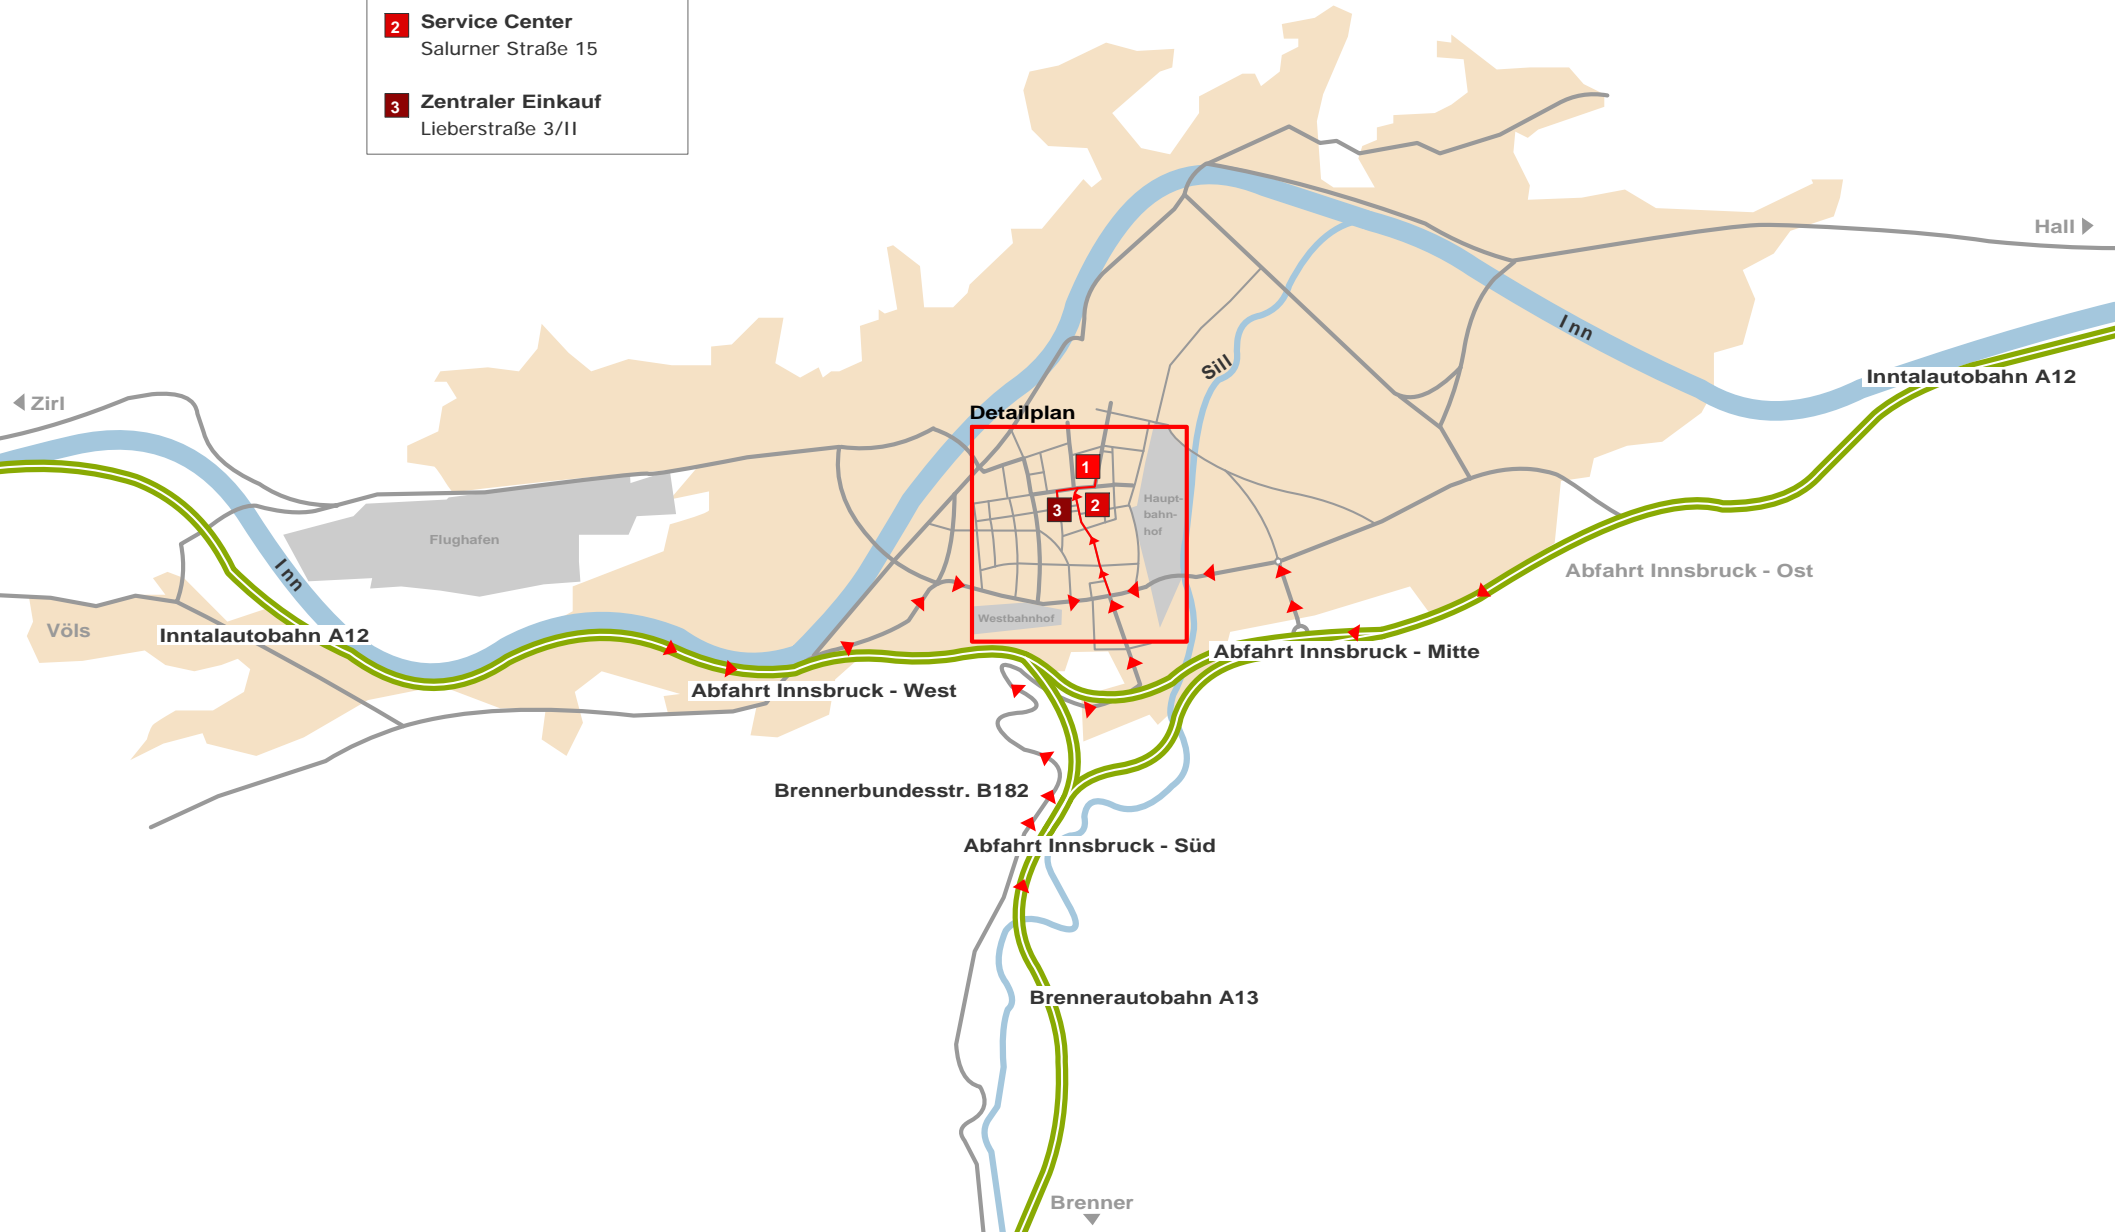 2 Service Center
Salurner Straße 15
3 Zentraler Einkauf
Lieberstraße 3/II
Hall
Inn
Sill
Inntalautobahn A12
Zirl
Detailplan
1
2
3
Haupt-
bahn-
hof
Flughafen
Inn
Abfahrt Innsbruck - Ost
Westbahnhof
Völs
Inntalautobahn A12
Abfahrt Innsbruck - Mitte
Abfahrt Innsbruck - West
Brennerbundesstr. B182
Abfahrt Innsbruck - Süd
Brennerautobahn A13
Brenner